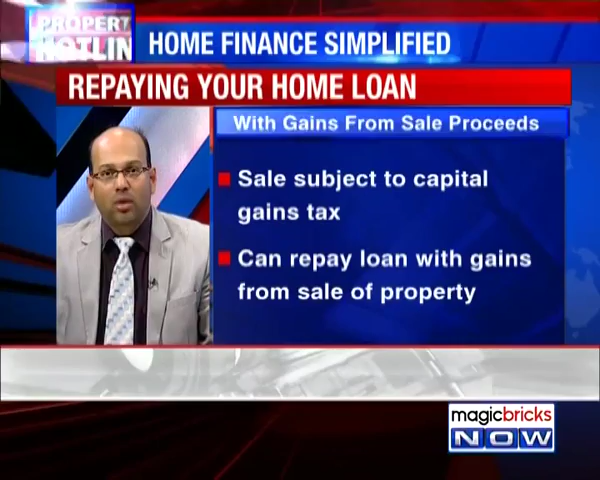 PROPERTY
HOTLIN
HOME FINANCE SIMPLIFIED
REPAYING YOUR HOME LOAN
With Gains From Sale Proceeds
Sale subject to capital
gains tax
Can repay loan with gains
from sale of property
magicbricks
NOW